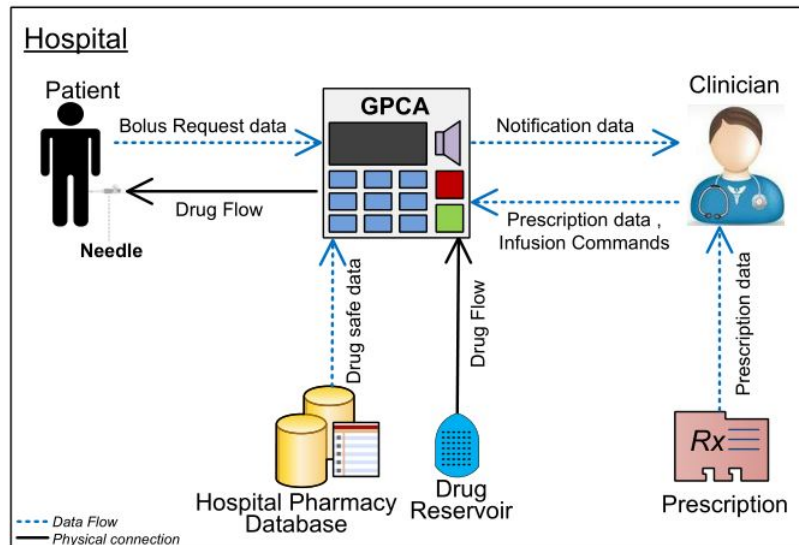 Hospital
Patient
GPCA
Clinician
Bolus Request data
Notification data
Drug Flow
Prescription data ,
Infusion Commands
Needle
Drug safe data
Drug Flow
Prescription data
Rx
Hospital Pharmacy
Database
Drug
Reservoir
Prescription
Data Flow
Physical connection